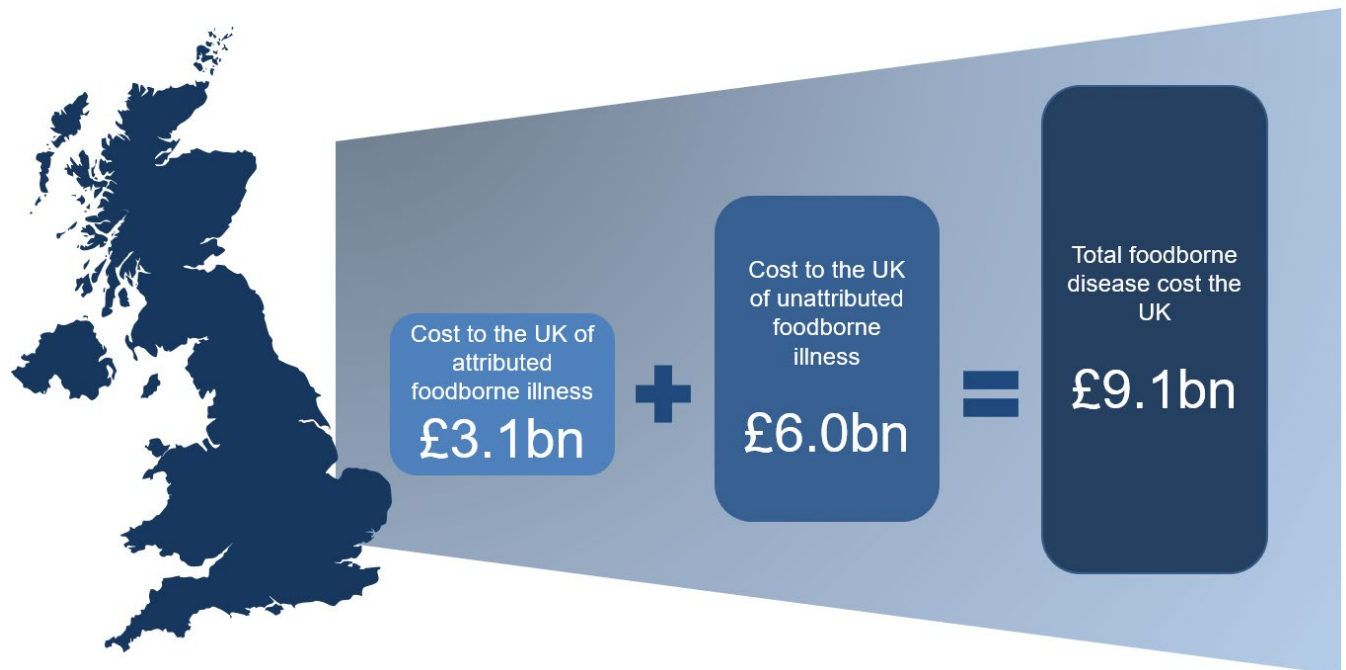 Cost to the UK of
attributed
foodborne illness
£3.1bn
Cost to the UK
of unattributed
foodborne
illness
£6.0bn
Total foodborne
disease cost the
UK
£9.1bn